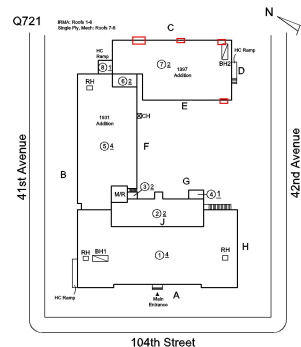 Q721
IRMA: Roofs 1-6
Single Ply, Mech: Roofs 7-8
C
N
HC
Ramp
8 1
7 2
1997
Addition
HC Ramp
BH2
D
6 2
E
RH
CH
1931
Addition
5 4
F
41st Avenue
42nd Avenue
B
M/R
3 2
G
4 1
2 2
J
H
RH
BH1
1 4
RH
HC Ramp
Main
Entrance
A
104th Street